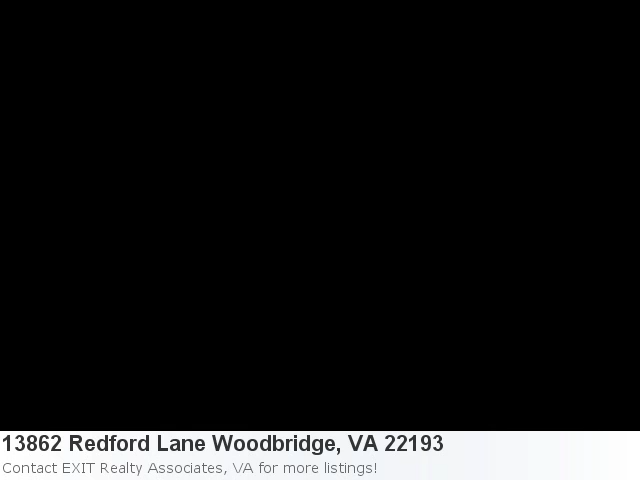 13862 Redford Lane Woodbridge, VA 22193
Contact EXIT Realty Associates, VA for more listings!